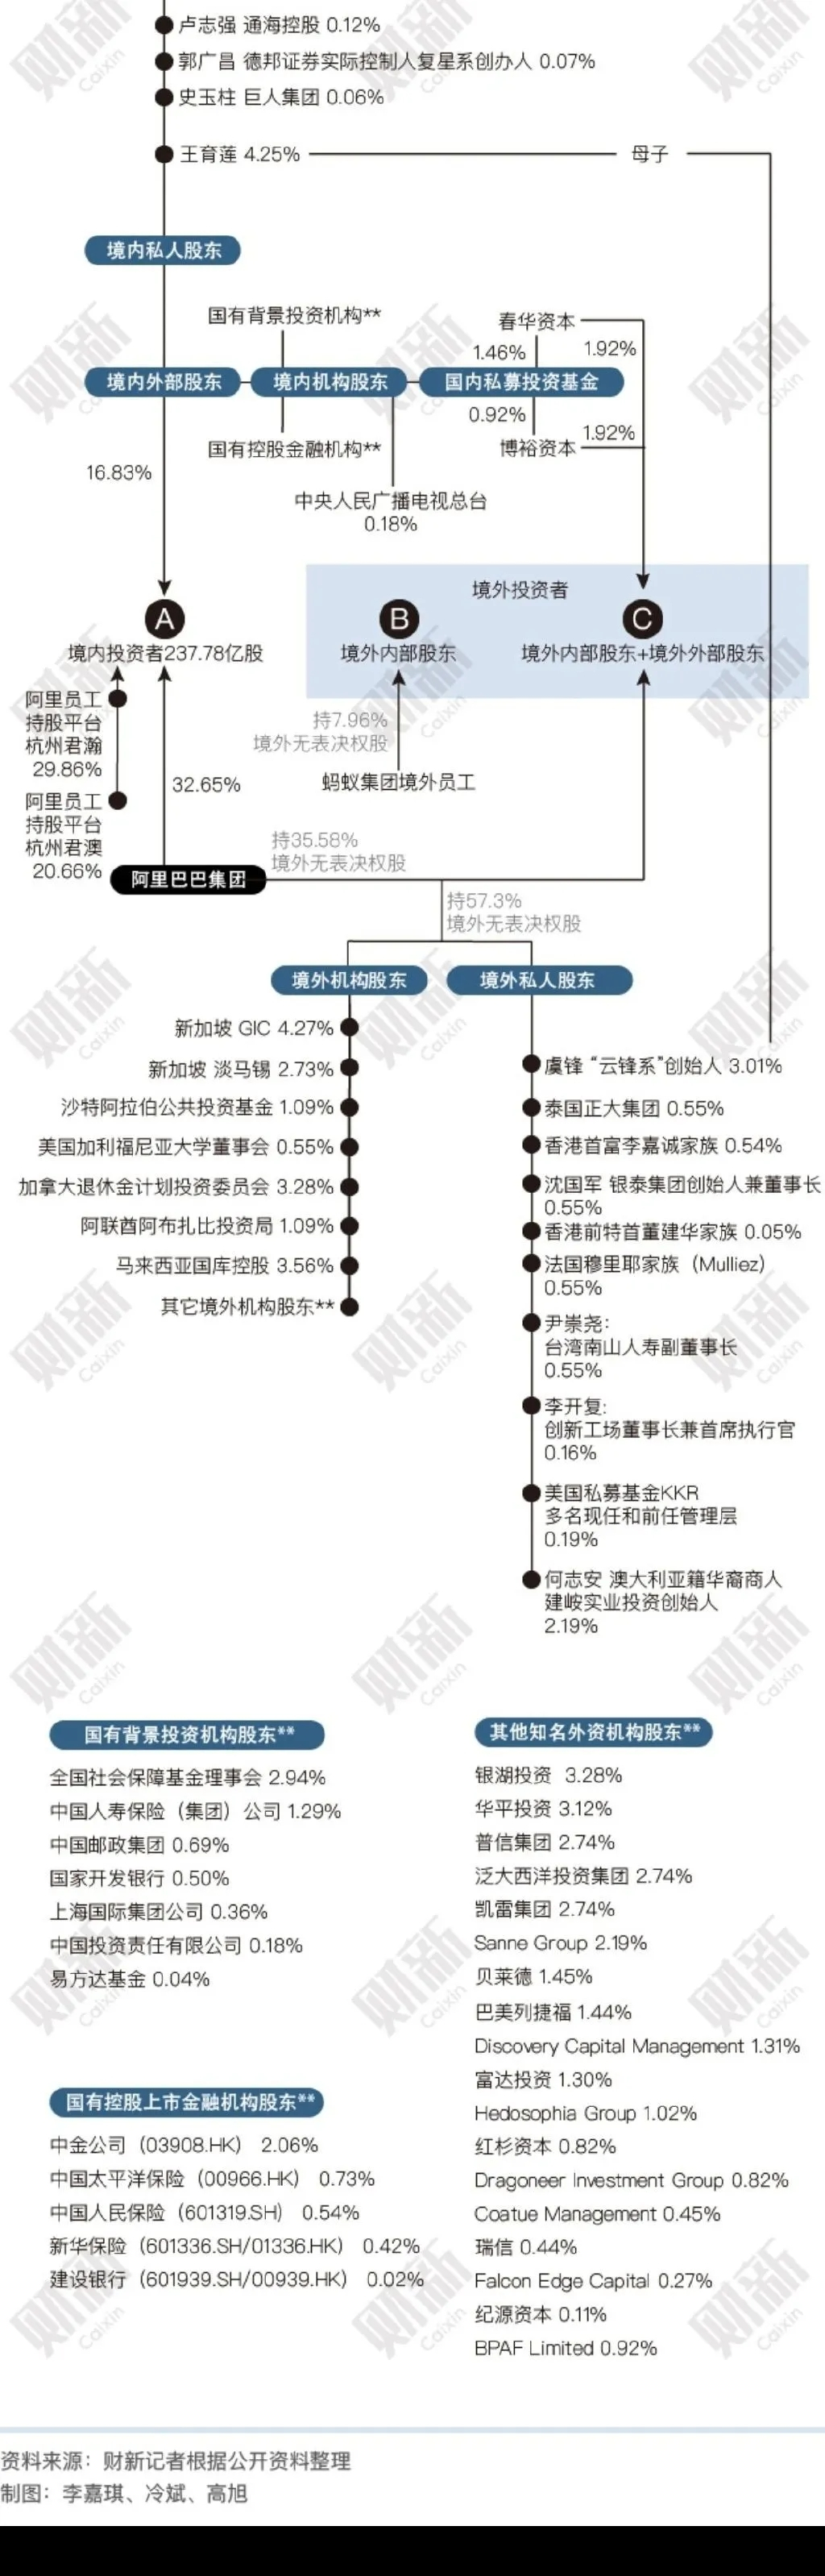 卢志强 通海控股 0.12%
郭广昌 德邦证券实际控制人复星系创办人 0.07%
史玉柱 巨人集团 0.06%
王育莲 4.25%
母子
境内私人股东
国有背景投资机构**
春华资本
1.46%
1.92%
境内外部股东
境内机构股东
国内私募投资基金
0.92%
1.92%
国有控股金融机构**
博裕资本
16.83%
中央人民广播电视总台
0.18%
境外投资者
A
B
C
境内投资者237.78亿股
境外内部股东
境外内部股东+境外外部股东
阿里员工
持股平台
杭州君瀚
29.86%
持7.96%
境外无表决权股
蚂蚁集团境外员工
32.65%
阿里员工
持股平台
杭州君澳
20.66%
持35.58%
境外无表决权股
阿里巴巴集团
持57.3%
境外无表决权股
境外机构股东
境外私人股东
新加坡 GIC 4.27%
新加坡 淡马锡 2.73%
沙特阿拉伯公共投资基金 1.09%
美国加利福尼亚大学董事会 0.55%
加拿大退休金计划投资委员会 3.28%
阿联酋阿布扎比投资局 1.09%
马来西亚国库控股 3.56%
其它境外机构股东**
虞锋 “云锋系”创始人 3.01%
泰国正大集团 0.55%
香港首富李嘉诚家族 0.54%
沈国军 银泰集团创始人兼董事长
0.55%
香港前特首董建华家族 0.05%
法国穆里耶家族（Mulliez）
0.55%
尹崇尧：
台湾南山人寿副董事长
0.55%
李开复:
创新工场董事长兼首席执行官
0.16%
美国私募基金KKR
多名现任和前任管理层
0.19%
何志安 澳大利亚籍华裔商人
建峖实业投资创始人
2.19%
国有背景投资机构股东**
全国社会保障基金理事会 2.94%
中国人寿保险（集团）公司 1.29%
中国邮政集团 0.69%
国家开发银行 0.50%
上海国际集团公司 0.36%
中国投资责任有限公司 0.18%
易方达基金 0.04%
国有控股上市金融机构股东**
中金公司（03908.HK） 2.06%
中国太平洋保险（00966.HK） 0.73%
中国人民保险（601319.SH） 0.54%
新华保险（601336.SH/01336.HK） 0.42%
建设银行（601939.SH/00939.HK） 0.02%
其他知名外资机构股东**
银湖投资 3.28%
华平投资 3.12%
普信集团 2.74%
泛大西洋投资集团 2.74%
凯雷集团 2.74%
Sanne Group 2.19%
贝莱德 1.45%
巴美列捷福 1.44%
Discovery Capital Management 1.31%
富达投资 1.30%
Hedosophia Group 1.02%
红杉资本 0.82%
Dragoneer Investment Group 0.82%
Coatue Management 0.45%
瑞信 0.44%
Falcon Edge Capital 0.27%
纪源资本 0.11%
BPAF Limited 0.92%
资料来源：财新记者根据公开资料整理
制图：李嘉琪、冷斌、高旭
财新
Caixin